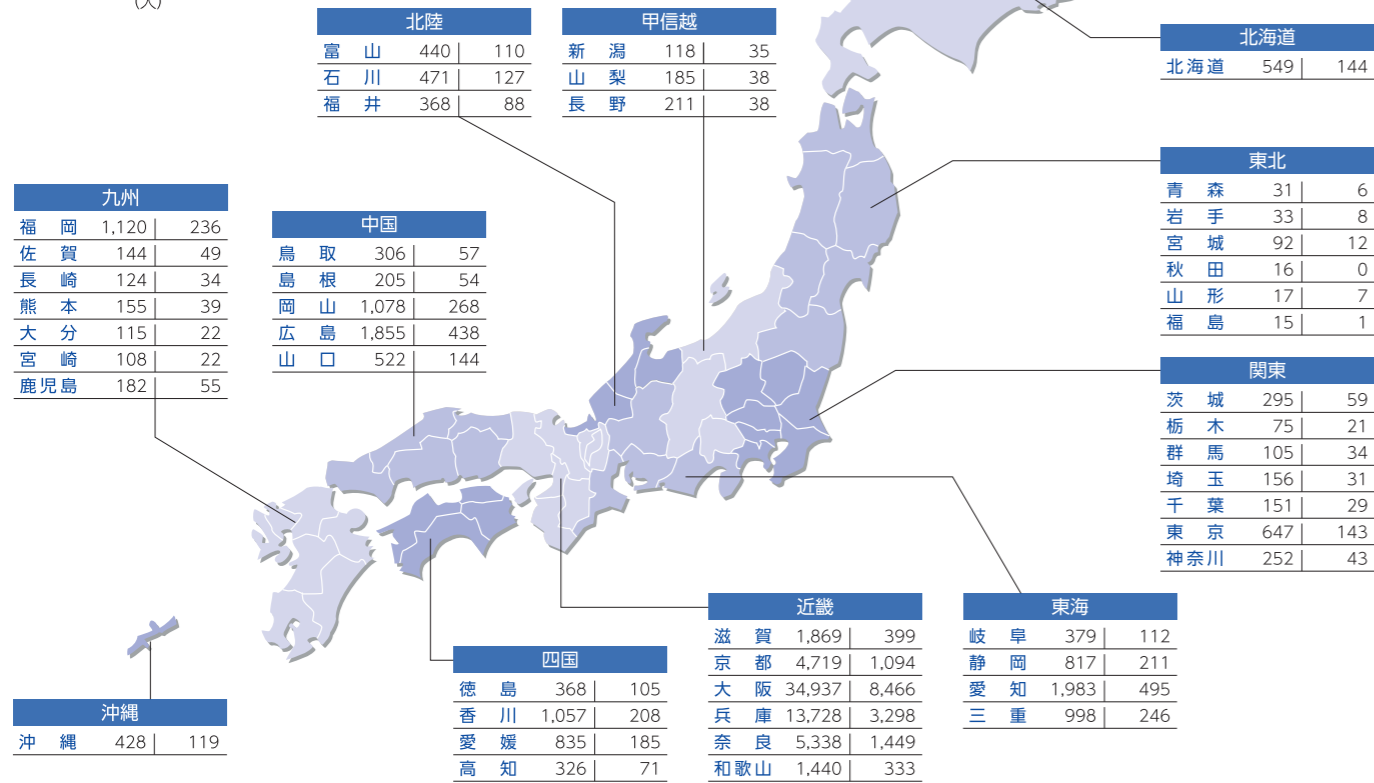 (人)
北陸
富山 440 110
石川 471 127
福井 368 88
甲信越
新潟 118 35
山梨 185 38
長野 211 38
北海道
北海道 549 144
東北
青森 31 6
岩手 33 8
宮城 92 12
秋田 16 0
山形 17 7
福島 15 1
九州
福岡 1,120 236
佐賀 144 49
長崎 124 34
熊本 155 39
大分 115 22
宮崎 108 22
鹿児島 182 55
中国
鳥取 306 57
島根 205 54
岡山 1,078 268
広島 1,855 438
山口 522 144
関東
茨城 295 59
栃木 75 21
群馬 105 34
埼玉 156 31
千葉 151 29
東京 647 143
神奈川 252 43
近畿
滋賀 1,869 399
京都 4,719 1,094
大阪 34,937 8,466
兵庫 13,728 3,298
奈良 5,338 1,449
和歌山 1,440 333
東海
岐阜 379 112
静岡 817 211
愛知 1,983 495
三重 998 246
四国
徳島 368 105
香川 1,057 208
愛媛 835 185
高知 326 71
沖縄
沖縄 428 119